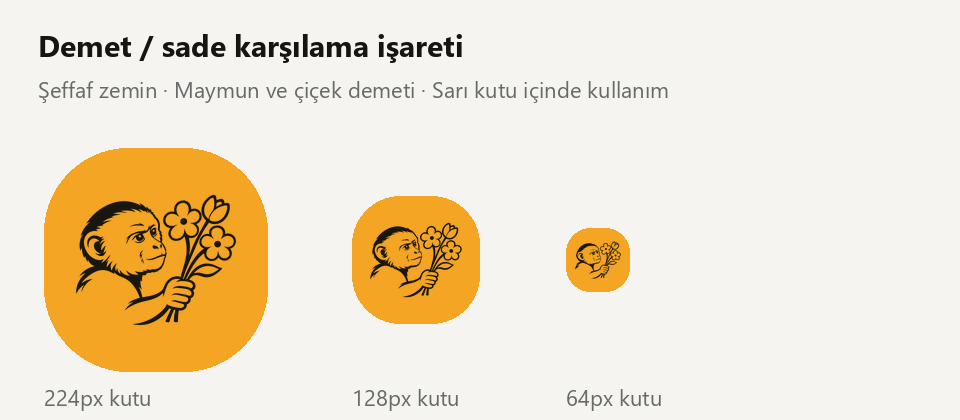 Demet / sade karşılama işareti
Şeffaf zemin · Maymun ve çiçek demeti · Sarı kutu içinde kullanım
224px kutu
128px kutu
64px kutu